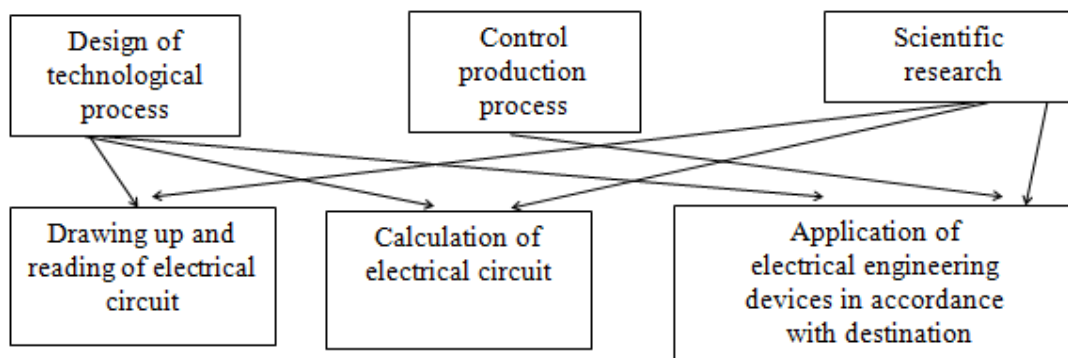 Design of
technological
process
Control
production
process
Scientific
research
Drawing up and
reading of electrical
circuit
Calculation of
electrical circuit
Application of
electrical engineering
devices in accordance
with destination